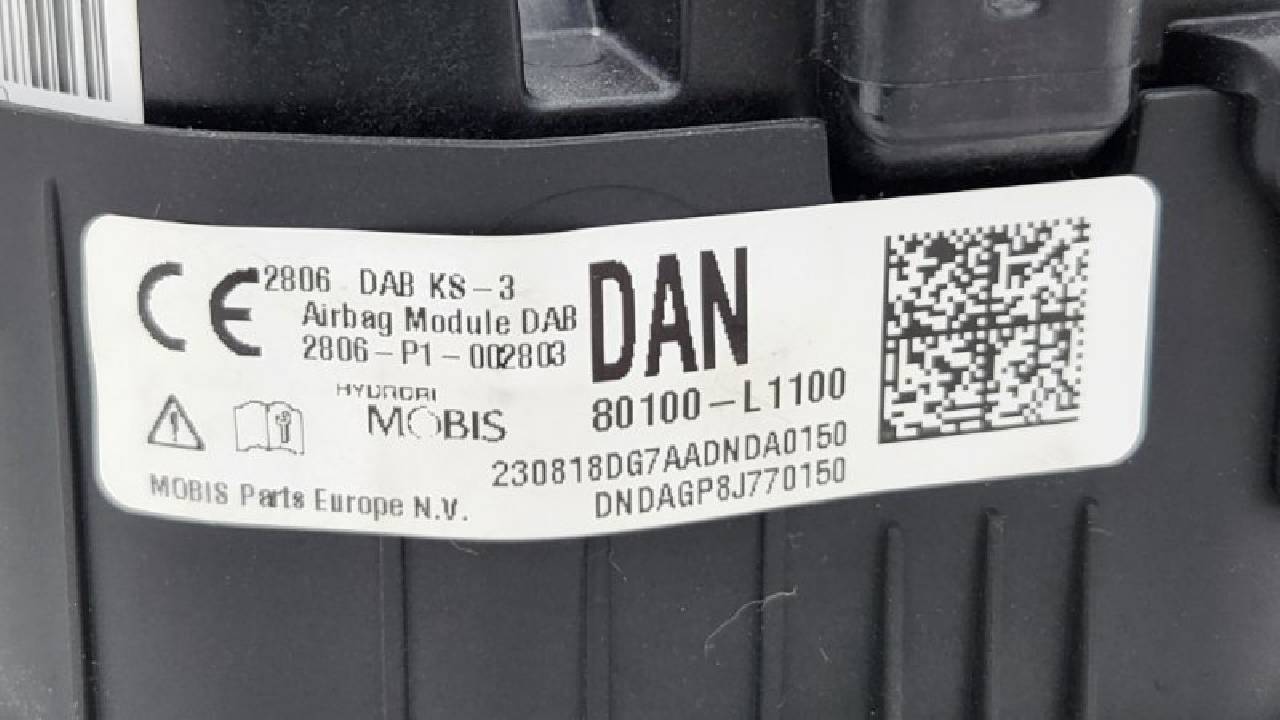 CE 2806 DAB KS-3
Airbag Module DAB
2806-P1-002803
DAN
HYUNDAI
MOBIS
80100-L1100
230818DG7AADNDA0150
DNDAGP8J770150
MOBIS Parts Europe N.V.